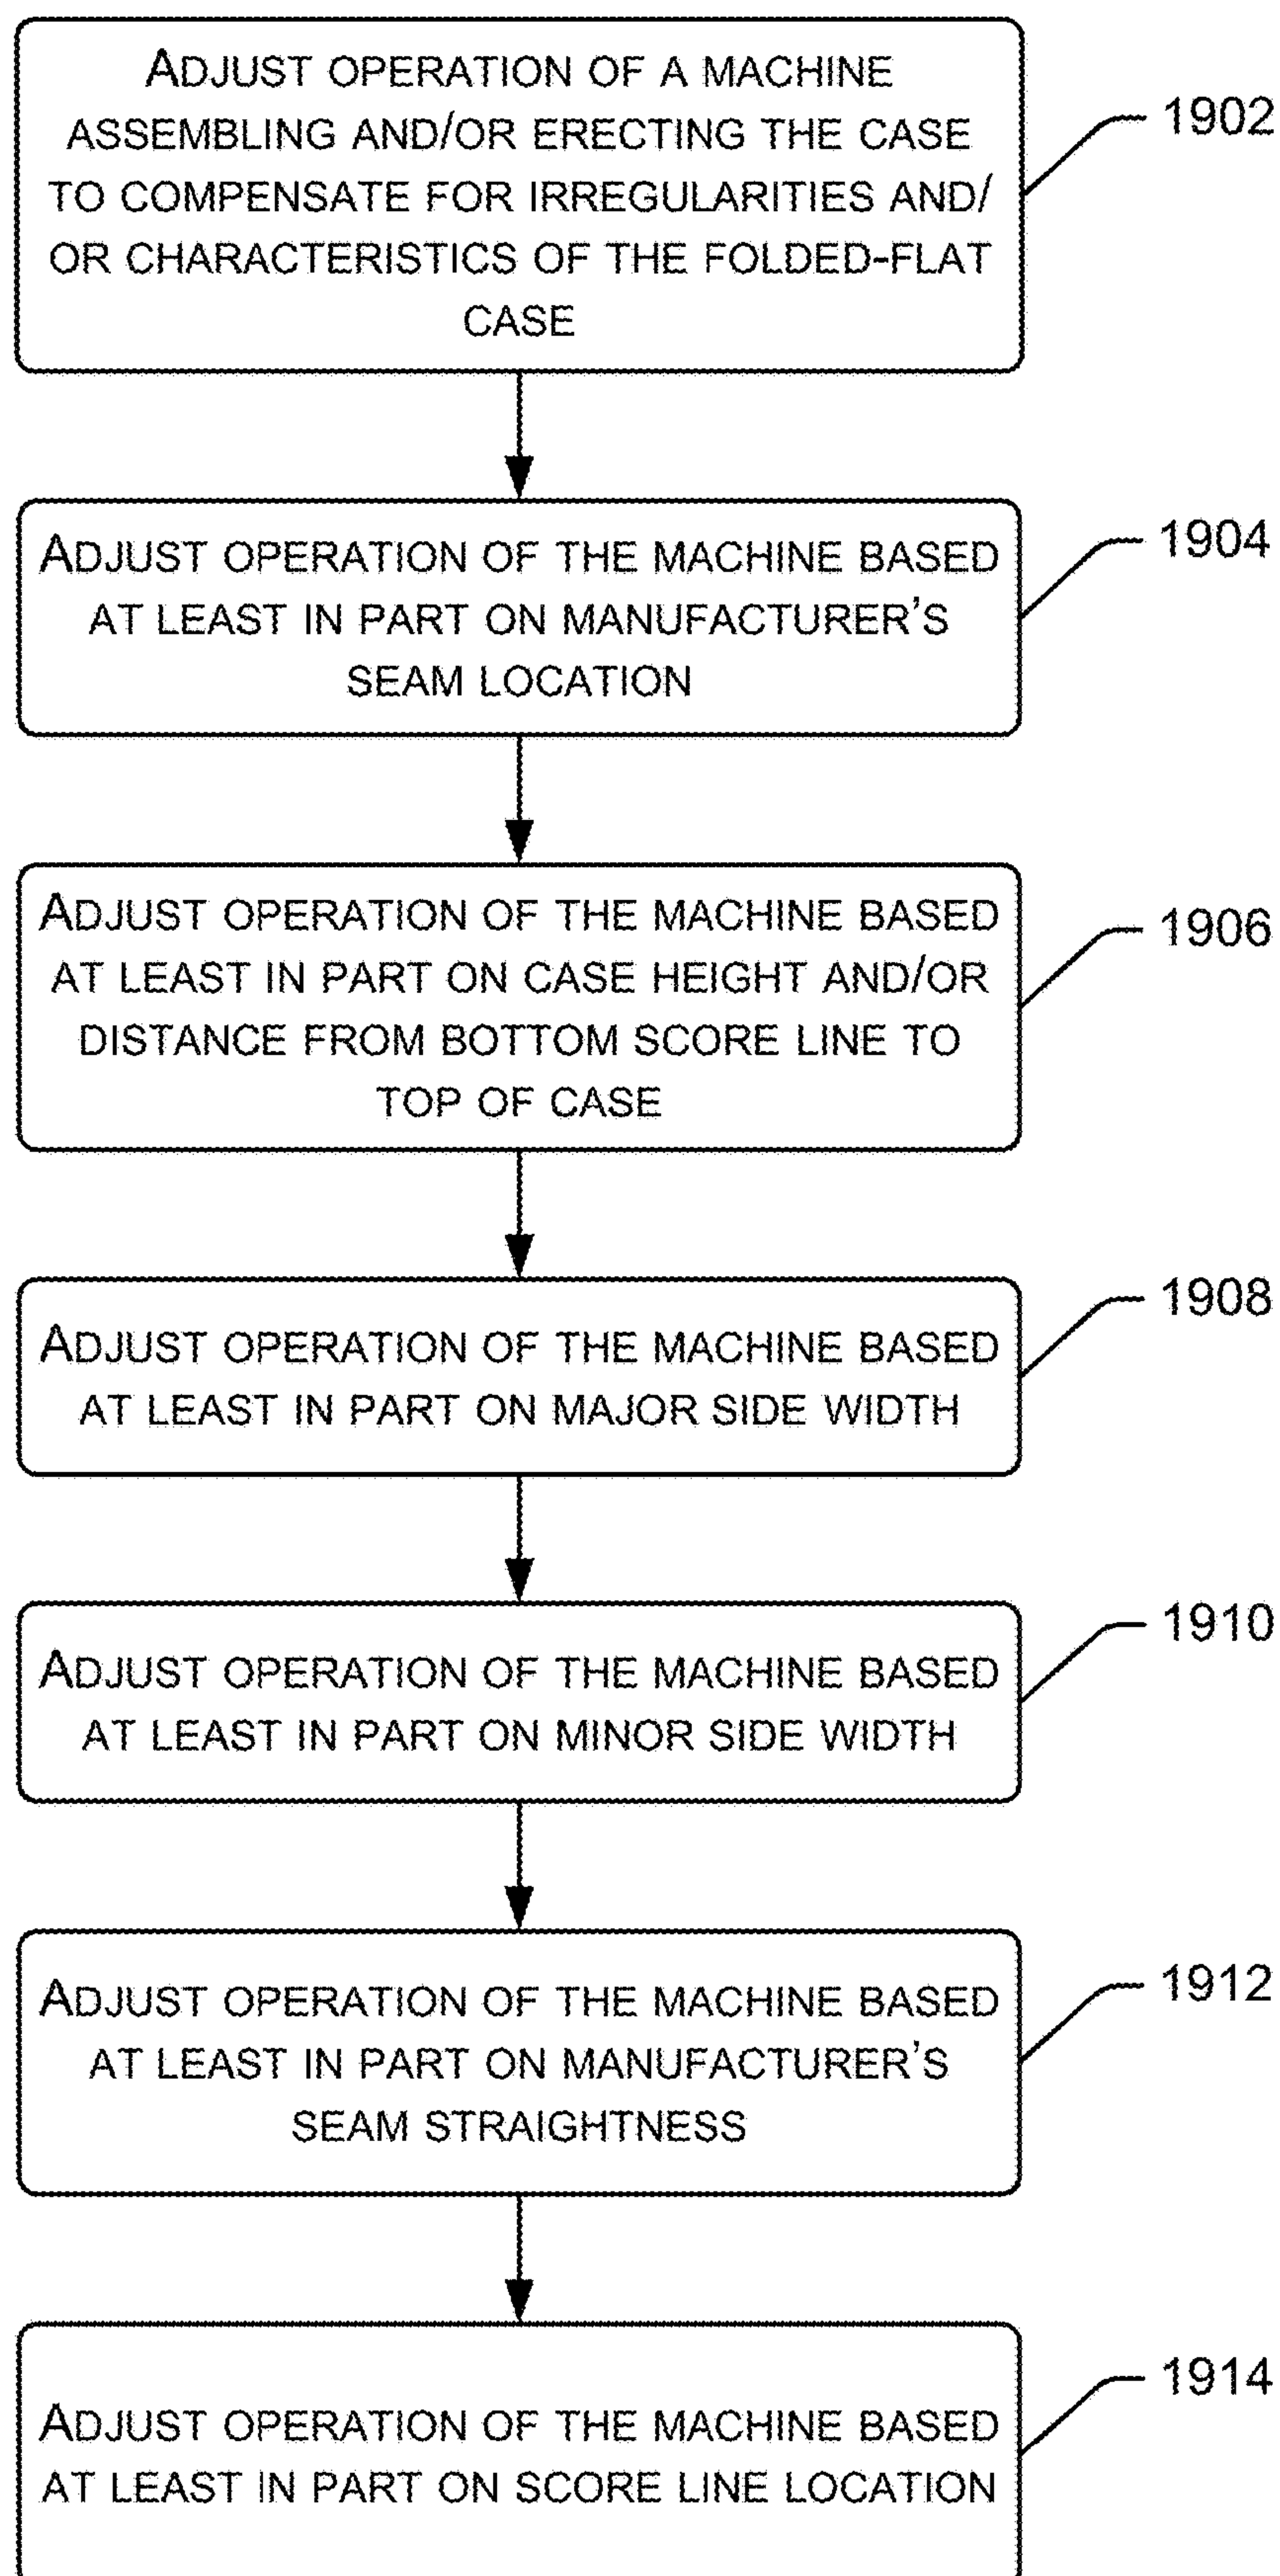 ADJUST OPERATION OF A MACHINE
ASSEMBLING AND/OR ERECTING THE CASE
TO COMPENSATE FOR IRREGULARITIES AND/
OR CHARACTERISTICS OF THE FOLDED-FLAT
CASE
1902
ADJUST OPERATION OF THE MACHINE BASED
AT LEAST IN PART ON MANUFACTURER'S
SEAM LOCATION
1904
ADJUST OPERATION OF THE MACHINE BASED
AT LEAST IN PART ON CASE HEIGHT AND/OR
DISTANCE FROM BOTTOM SCORE LINE TO
TOP OF CASE
1906
ADJUST OPERATION OF THE MACHINE BASED
AT LEAST IN PART ON MAJOR SIDE WIDTH
1908
ADJUST OPERATION OF THE MACHINE BASED
AT LEAST IN PART ON MINOR SIDE WIDTH
1910
ADJUST OPERATION OF THE MACHINE BASED
AT LEAST IN PART ON MANUFACTURER'S
SEAM STRAIGHTNESS
1912
ADJUST OPERATION OF THE MACHINE BASED
AT LEAST IN PART ON SCORE LINE LOCATION
1914